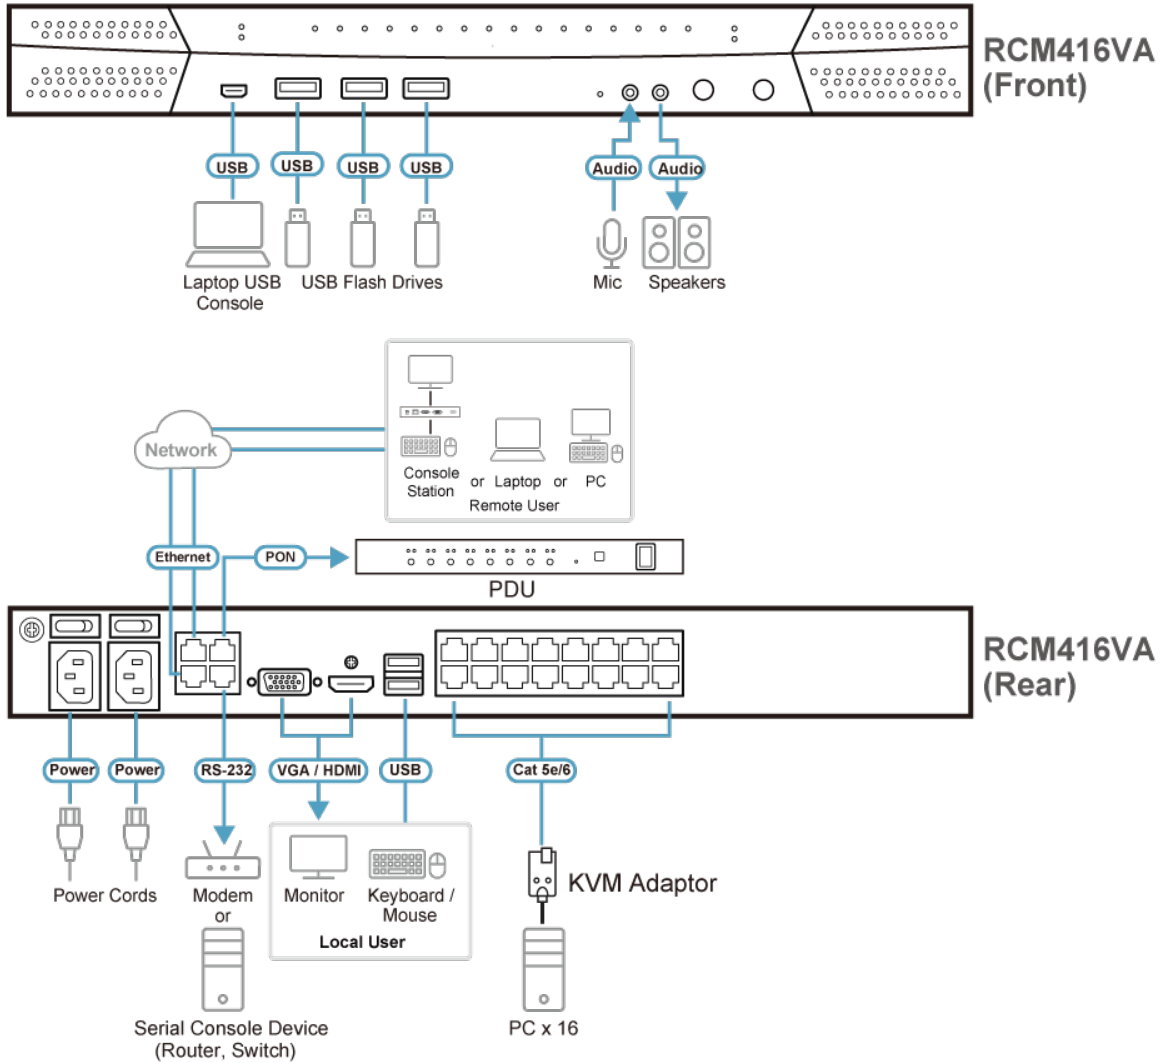 RCM416VA
(Front)
USB
USB
USB
USB
Audio
Audio
Laptop USB
Console
USB Flash Drives
Mic
Speakers
Network
Console
Station
or
Laptop
or
PC
Remote User
Ethernet
PON
PDU
RCM416VA
(Rear)
Power
Power
RS-232
VGA / HDMI
USB
Cat 5e/6
Power Cords
Modem
or
Monitor
Keyboard /
Mouse
Local User
KVM Adaptor
Serial Console Device
(Router, Switch)
PC x 16